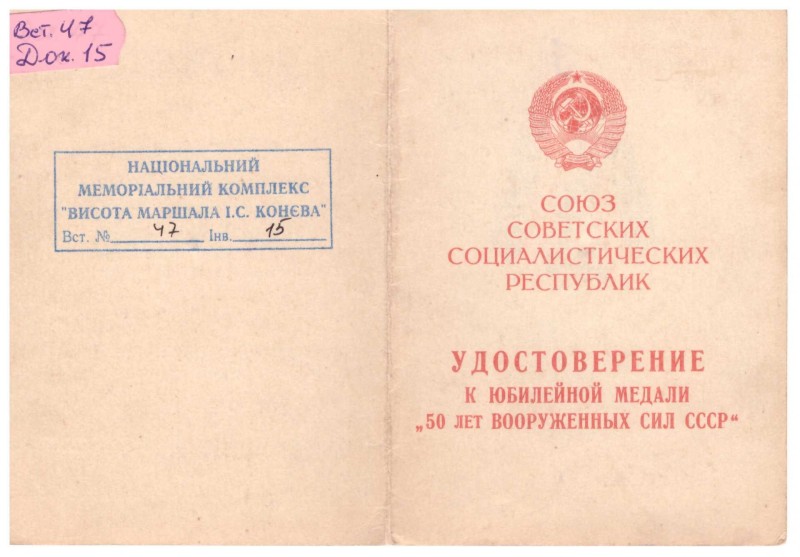 Вст. 47
Док. 15
НАЦІОНАЛЬНИЙ
МЕМОРІАЛЬНИЙ КОМПЛЕКС
"ВИСОТА МАРШАЛА І.С. КОНЄВА"
Вст. № 47 Інв. 15
СОЮЗ
СОВЕТСКИХ
СОЦИАЛИСТИЧЕСКИХ
РЕСПУБЛИК
УДОСТОВЕРЕНИЕ
К ЮБИЛЕЙНОЙ МЕДАЛИ
„50 ЛЕТ ВООРУЖЕННЫХ СИЛ СССР“